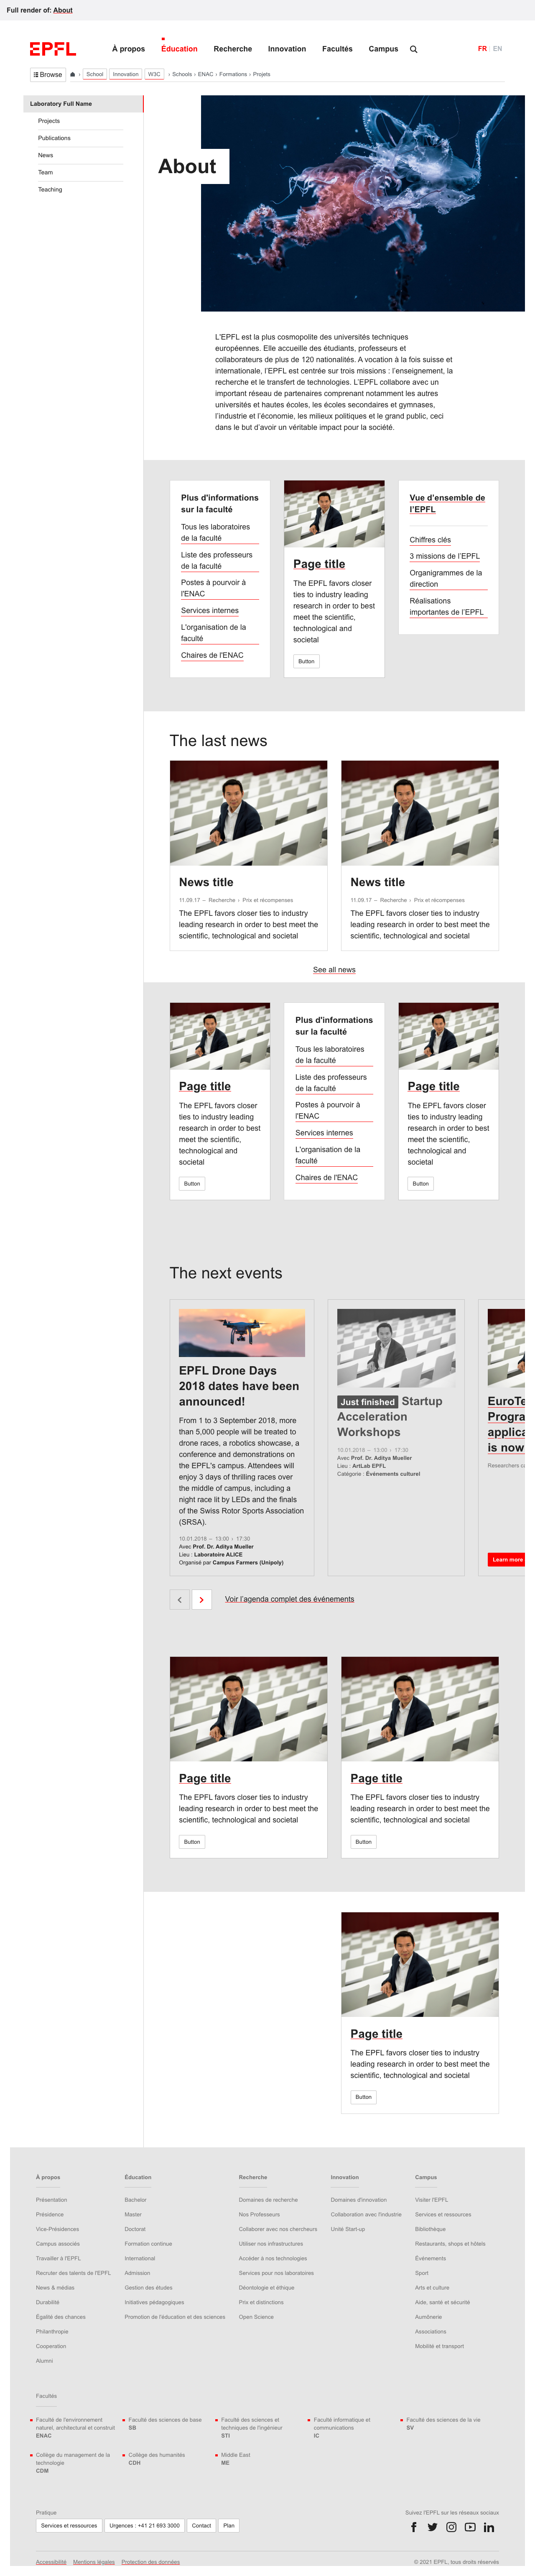 Full render of: About
EPFL
À propos Éducation Recherche Innovation Facultés Campus
FR EN
Browse › School Innovation W3C › Schools › ENAC › Formations › Projets
Laboratory Full Name
Projects
Publications
News
Team
Teaching
About
L'EPFL est la plus cosmopolite des universités techniques
européennes. Elle accueille des étudiants, professeurs et
collaborateurs de plus de 120 nationalités. A vocation à la fois suisse et
internationale, l'EPFL est centrée sur trois missions : l'enseignement, la
recherche et le transfert de technologies. L'EPFL collabore avec un
important réseau de partenaires comprenant notamment les autres
universités et hautes écoles, les écoles secondaires et gymnases,
l'industrie et l'économie, les milieux politiques et le grand public, ceci
dans le but d'avoir un véritable impact pour la société.
Plus d'informations
sur la faculté
Tous les laboratoires
de la faculté
Liste des professeurs
de la faculté
Postes à pourvoir à
l'ENAC
Services internes
L'organisation de la
faculté
Chaires de l'ENAC
Page title
The EPFL favors closer
ties to industry leading
research in order to best
meet the scientific,
technological and
societal
Button
Vue d'ensemble de
l'EPFL
Chiffres clés
3 missions de l'EPFL
Organigrammes de la
direction
Réalisations
importantes de l'EPFL
The last news
News title
11.09.17 – Recherche › Prix et récompenses
The EPFL favors closer ties to industry
leading research in order to best meet the
scientific, technological and societal
News title
11.09.17 – Recherche › Prix et récompenses
The EPFL favors closer ties to industry
leading research in order to best meet the
scientific, technological and societal
See all news
Page title
The EPFL favors closer
ties to industry leading
research in order to best
meet the scientific,
technological and
societal
Button
Plus d'informations
sur la faculté
Tous les laboratoires
de la faculté
Liste des professeurs
de la faculté
Postes à pourvoir à
l'ENAC
Services internes
L'organisation de la
faculté
Chaires de l'ENAC
Page title
The EPFL favors closer
ties to industry leading
research in order to best
meet the scientific,
technological and
societal
Button
The next events
EPFL Drone Days
2018 dates have been
announced!
From 1 to 3 September 2018, more
than 5,000 people will be treated to
drone races, a robotics showcase, a
conference and demonstrations on
the EPFL's campus. Attendees will
enjoy 3 days of thrilling races over
the middle of campus, including a
night race lit by LEDs and the finals
of the Swiss Rotor Sports Association
(SRSA).
10.01.2018 – 13:00 › 17:30
Avec Prof. Dr. Aditya Mueller
Lieu : Laboratoire ALICE
Organisé par Campus Farmers (Unipoly)
Just finished Startup
Acceleration
Workshops
10.01.2018 – 13:00 › 17:30
Avec Prof. Dr. Aditya Mueller
Lieu : ArtLab EPFL
Catégorie : Événements culturel
EuroTe
Progra
applica
is now
Researchers ca
Learn more
Voir l'agenda complet des événements
Page title
The EPFL favors closer ties to industry
leading research in order to best meet the
scientific, technological and societal
Button
Page title
The EPFL favors closer ties to industry
leading research in order to best meet the
scientific, technological and societal
Button
Page title
The EPFL favors closer ties to industry
leading research in order to best meet the
scientific, technological and societal
Button
À propos
Présentation
Présidence
Vice-Présidences
Campus associés
Travailler à l'EPFL
Recruter des talents de l'EPFL
News & médias
Durabilité
Égalité des chances
Philanthropie
Cooperation
Alumni
Éducation
Bachelor
Master
Doctorat
Formation continue
International
Admission
Gestion des études
Initiatives pédagogiques
Promotion de l'éducation et des sciences
Recherche
Domaines de recherche
Nos Professeurs
Collaborer avec nos chercheurs
Utiliser nos infrastructures
Accéder à nos technologies
Services pour nos laboratoires
Déontologie et éthique
Prix et distinctions
Open Science
Innovation
Domaines d'innovation
Collaboration avec l'industrie
Unité Start-up
Campus
Visiter l'EPFL
Services et ressources
Bibliothèque
Restaurants, shops et hôtels
Événements
Sport
Arts et culture
Aide, santé et sécurité
Aumônerie
Associations
Mobilité et transport
Facultés
Faculté de l'environnement
naturel, architectural et construit
ENAC
Faculté des sciences de base
SB
Faculté des sciences et
techniques de l'ingénieur
STI
Faculté informatique et
communications
IC
Faculté des sciences de la vie
SV
Collège du management de la
technologie
CDM
Collège des humanités
CDH
Middle East
ME
Pratique
Services et ressources Urgences : +41 21 693 3000 Contact Plan
Suivez l'EPFL sur les réseaux sociaux
Accessibilité Mentions légales Protection des données
© 2021 EPFL, tous droits réservés